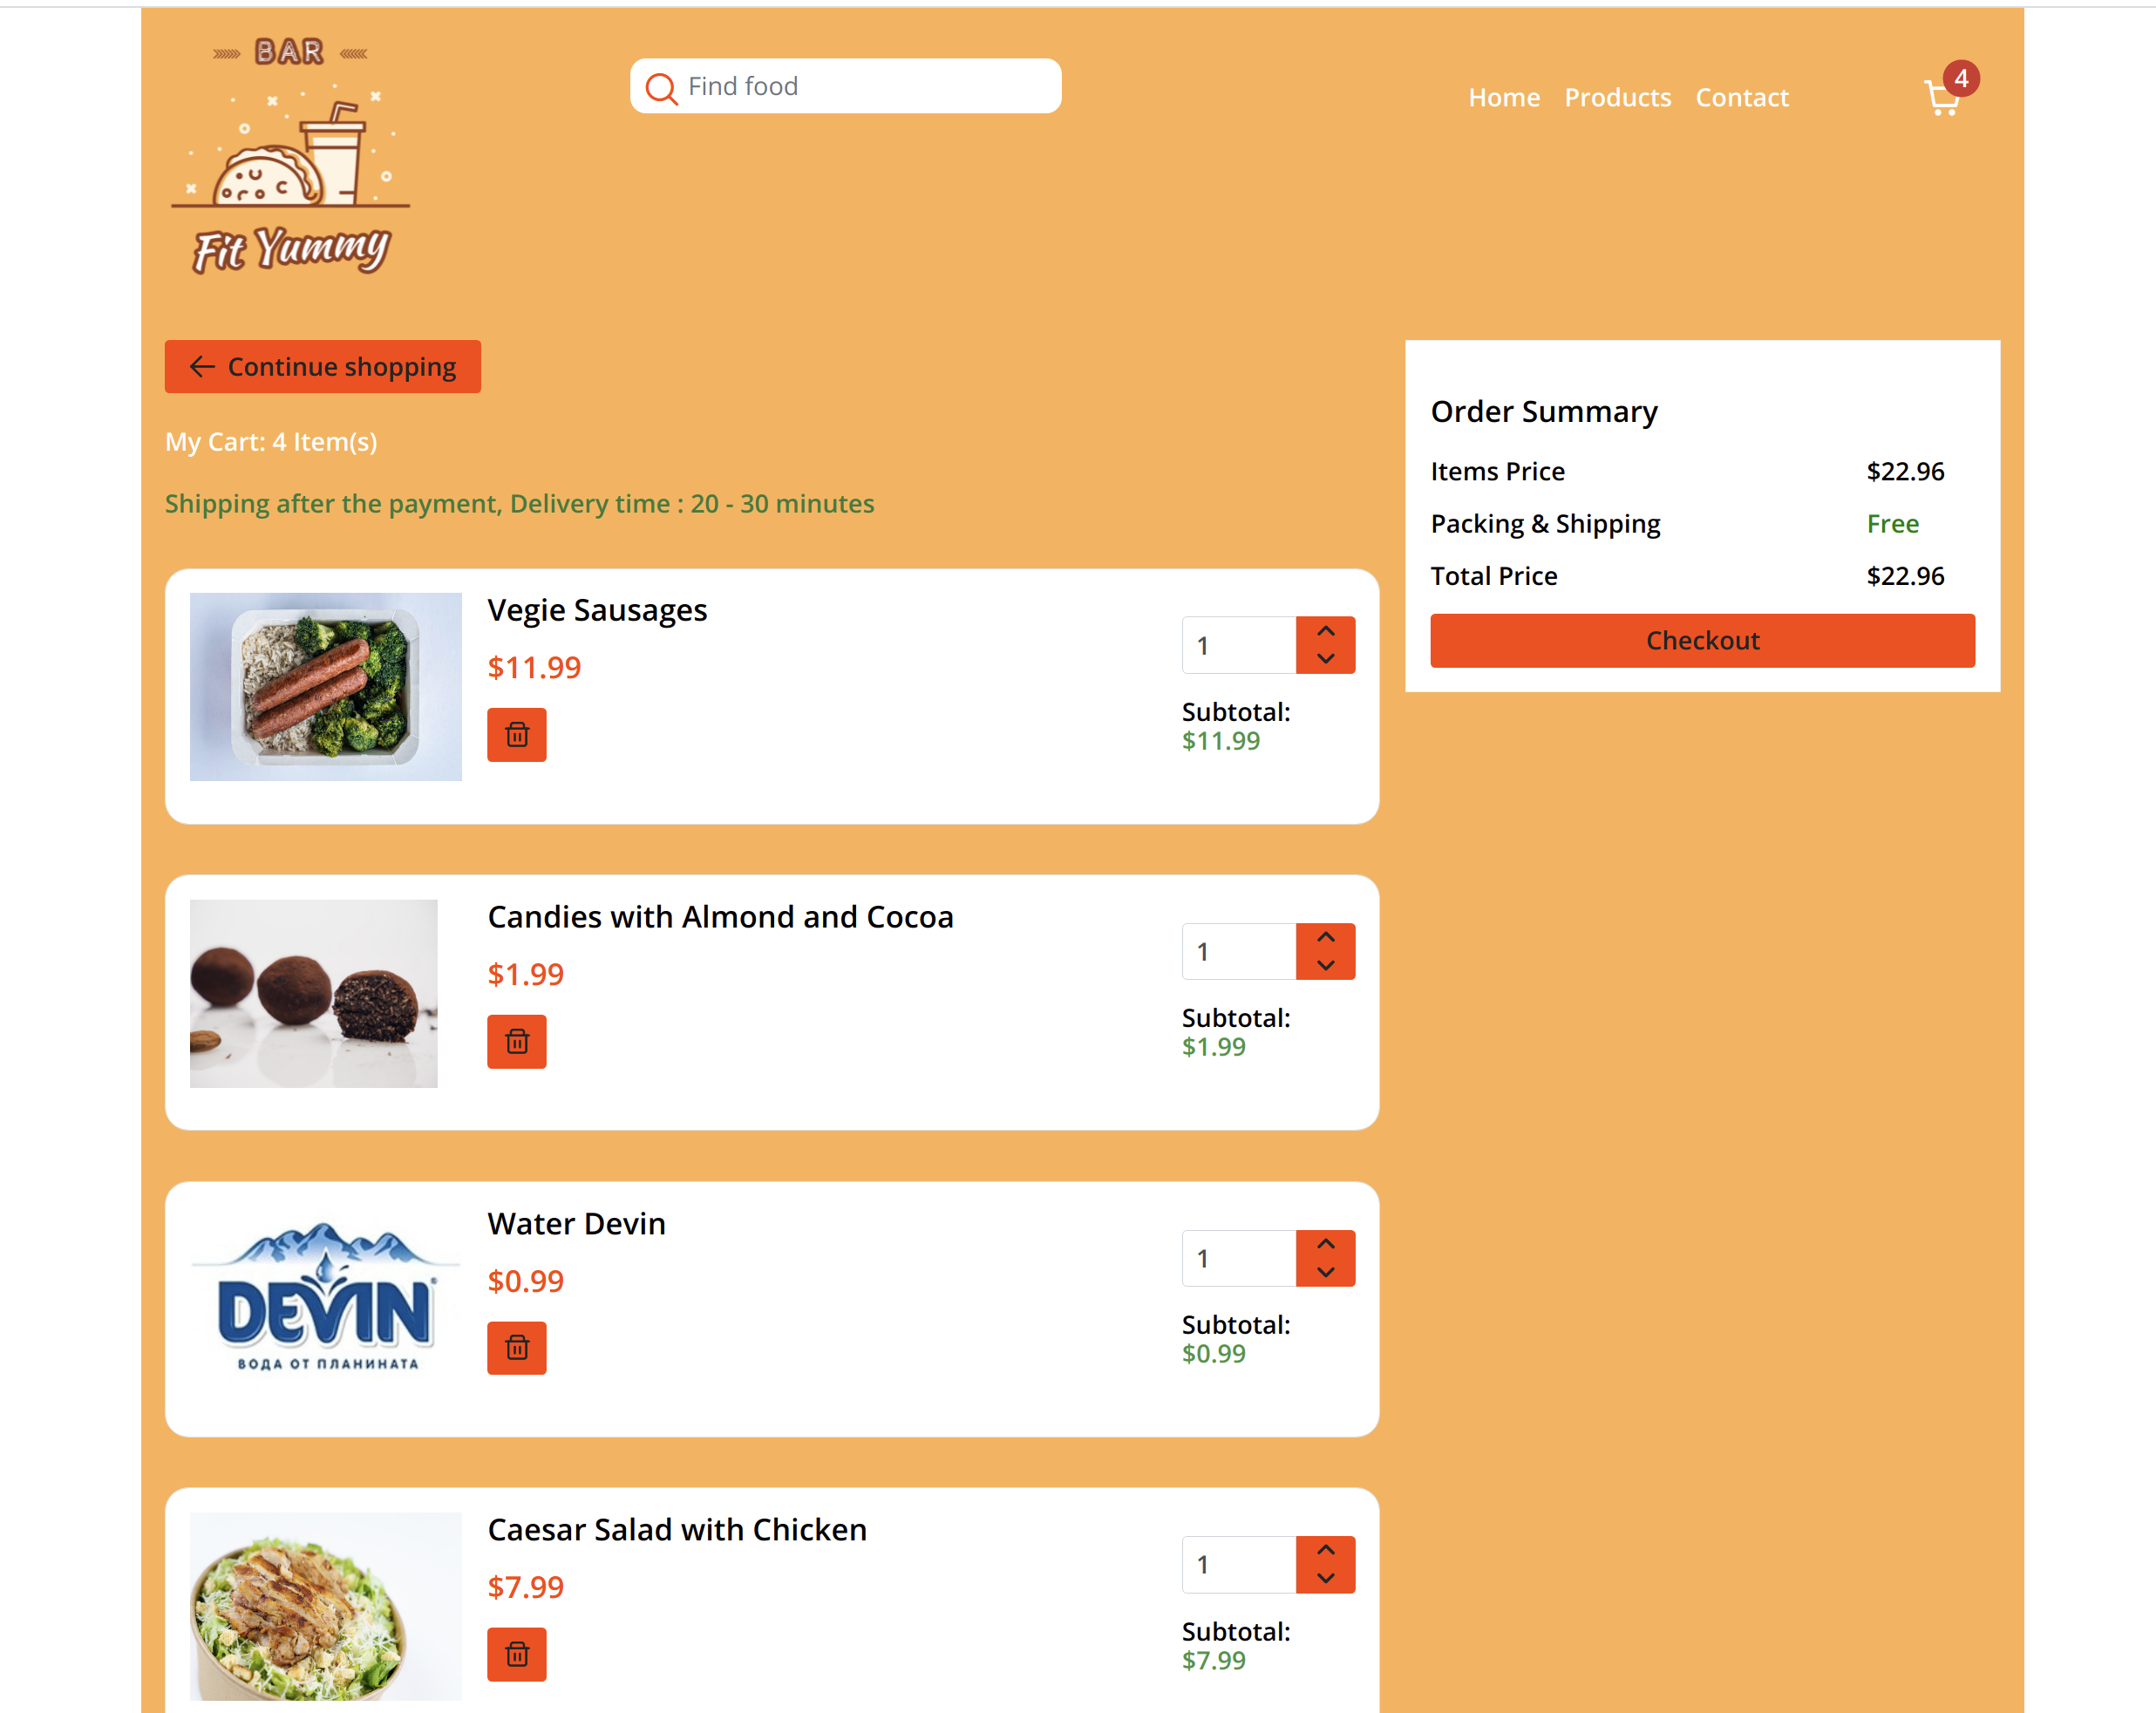 BAR
Fit Yummy
Find food
Home Products Contact
4
Continue shopping
My Cart: 4 Item(s)
Shipping after the payment, Delivery time : 20 - 30 minutes
Vegie Sausages
$11.99
1
Subtotal:
$11.99
Candies with Almond and Cocoa
$1.99
1
Subtotal:
$1.99
Water Devin
$0.99
DEVIN®
ВОДА ОТ ПЛАНИНАТА
1
Subtotal:
$0.99
Caesar Salad with Chicken
$7.99
1
Subtotal:
$7.99
Order Summary
Items Price $22.96
Packing & Shipping Free
Total Price $22.96
Checkout